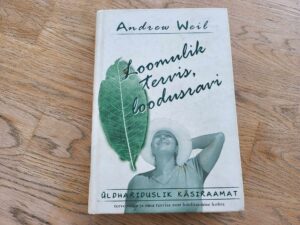 Andrew Weil
Loomulik
tervis,
loodusravi
ÜLDHARIDUSLIK KÄSIRAAMAT